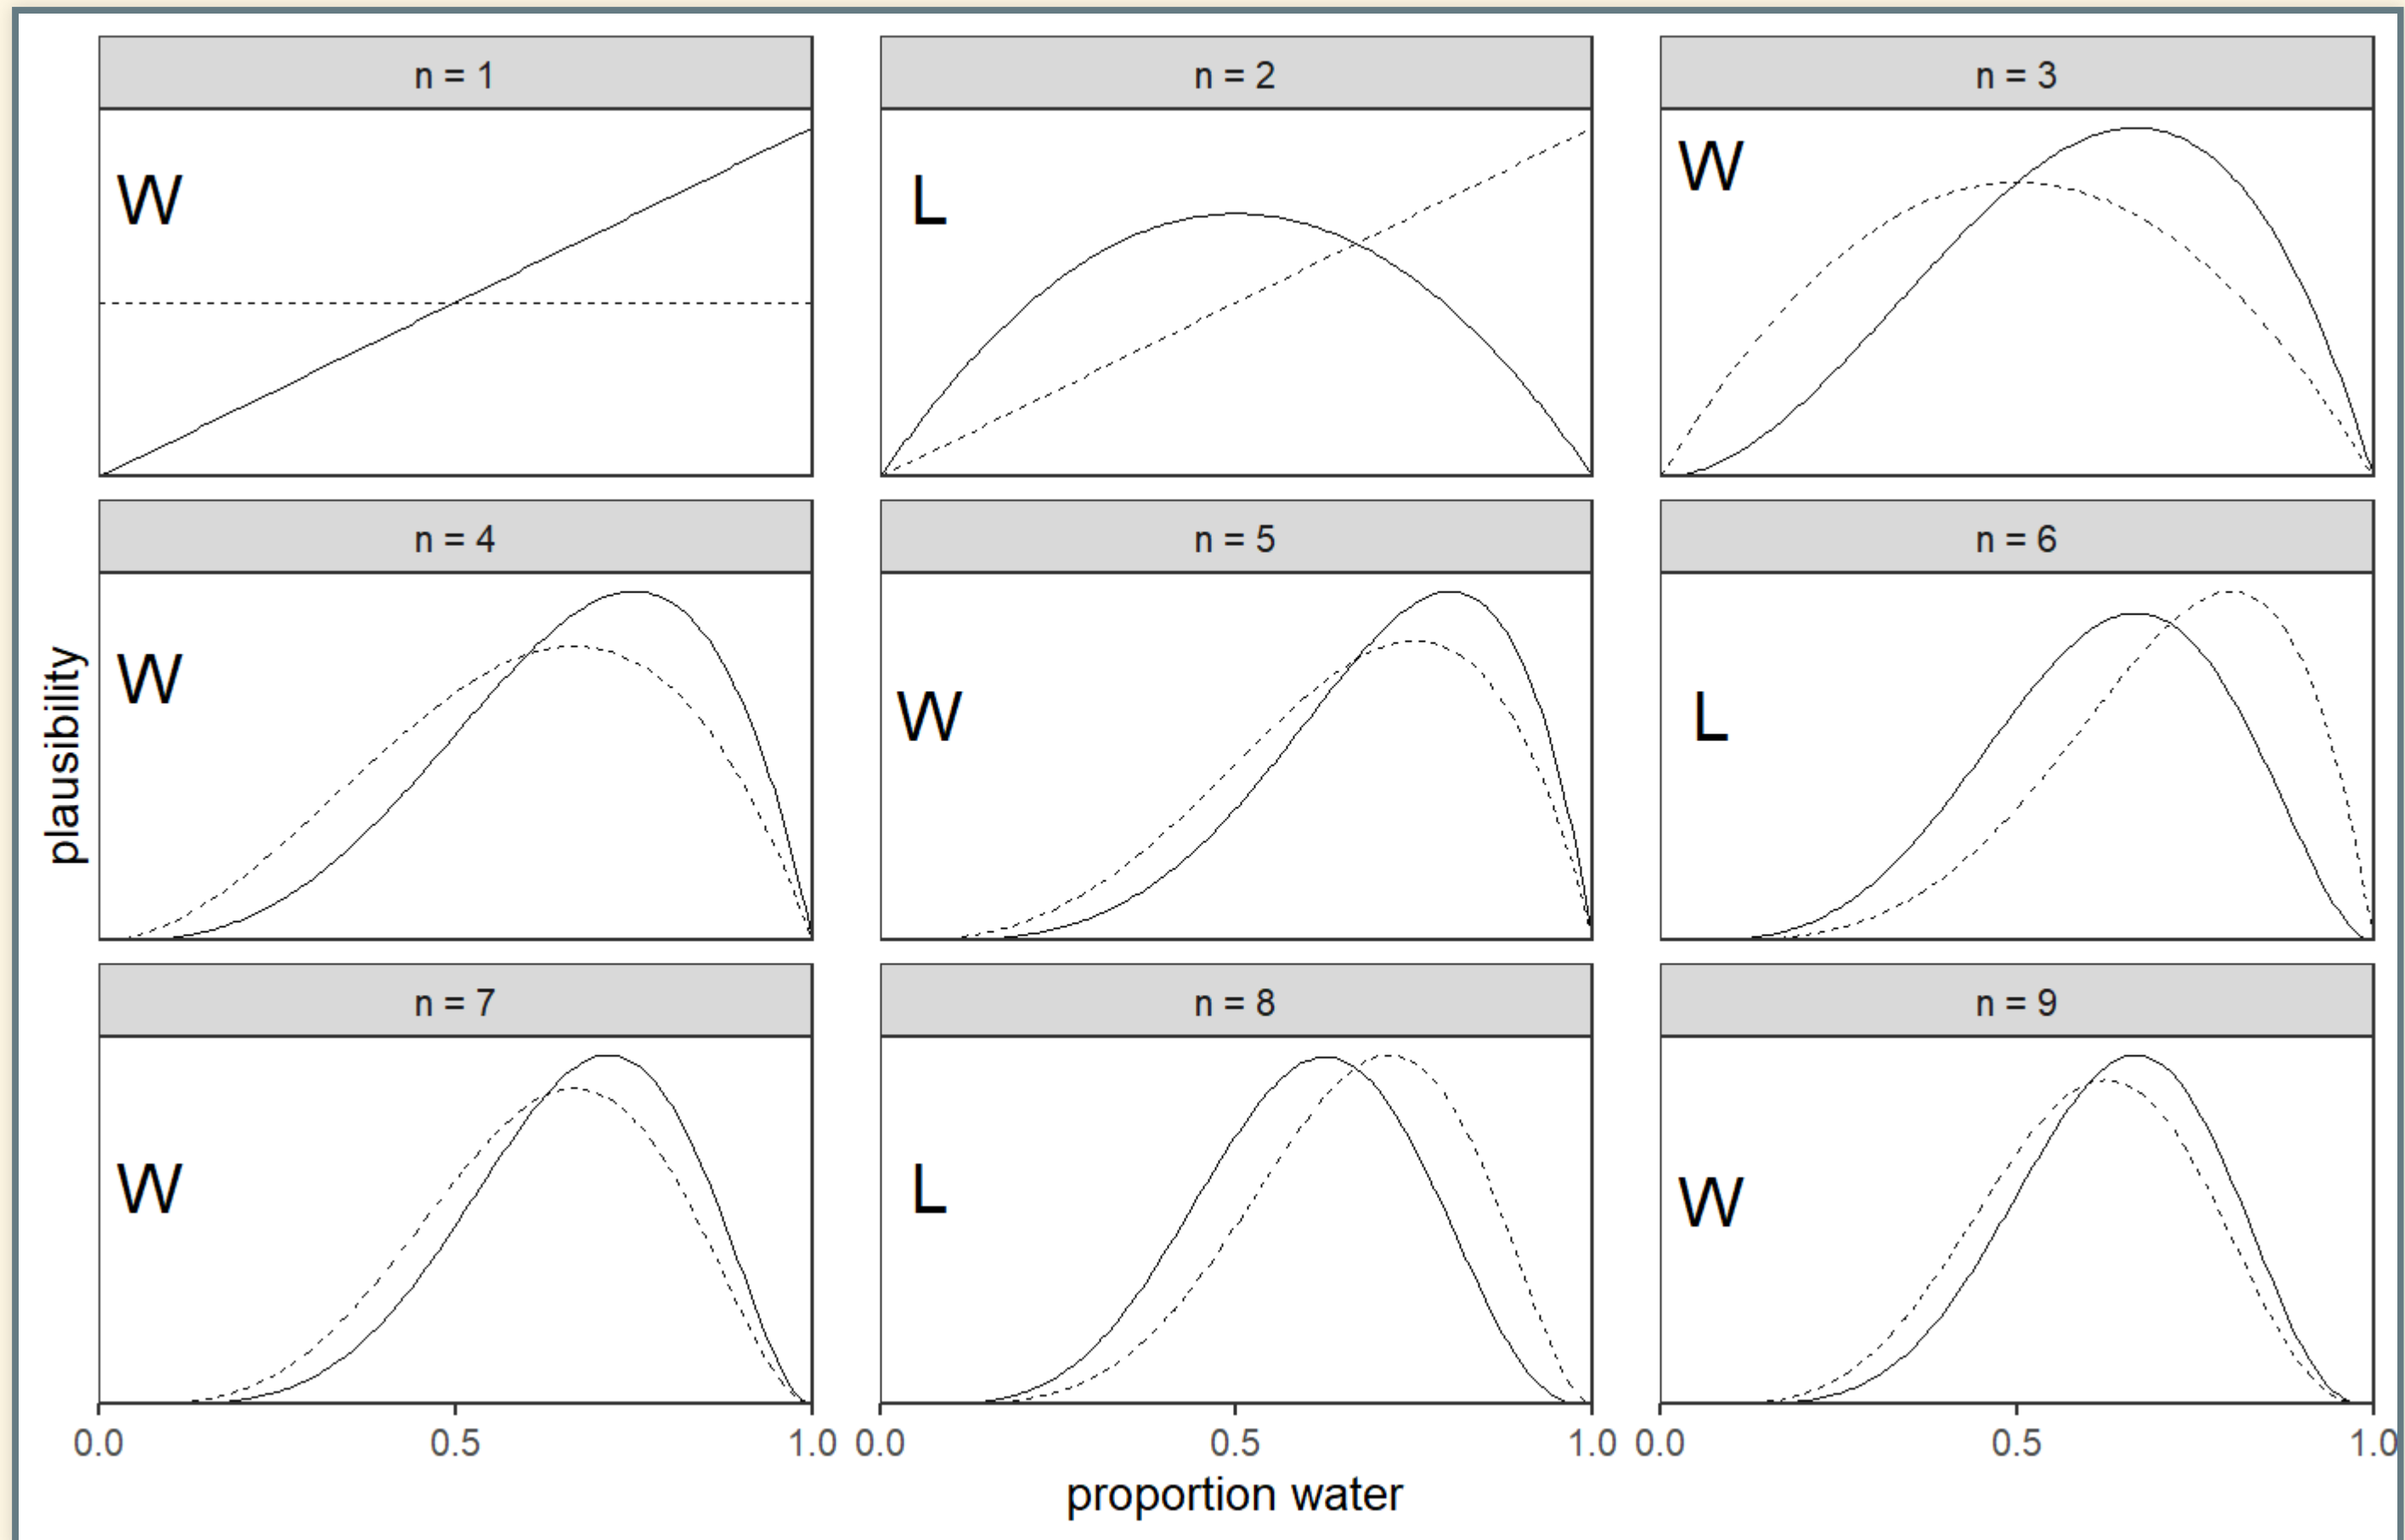 n = 1
n = 2
n = 3
W
L
W
n = 4
n = 5
n = 6
W
W
L
n = 7
n = 8
n = 9
W
L
W
plausibility
0.0 0.5 1.0
0.0 0.5 1.0
0.0 0.5 1.0
proportion water